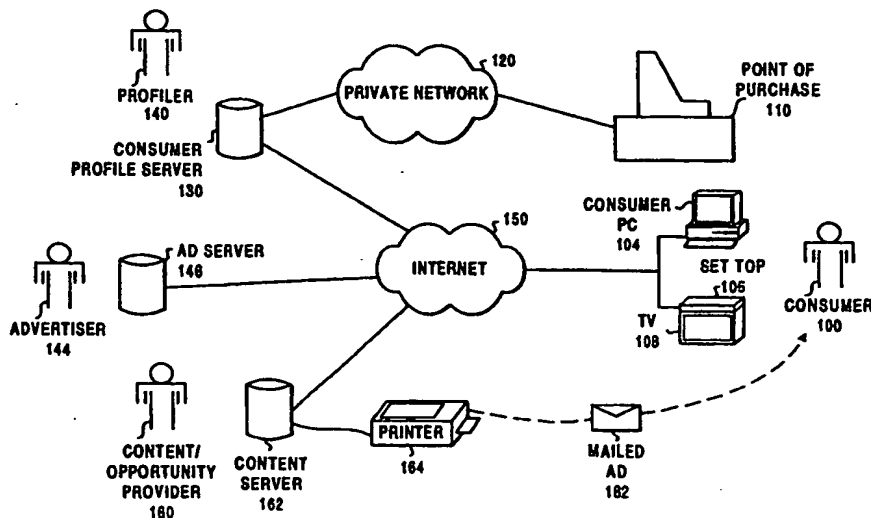 PROFILER
140
CONSUMER
PROFILE SERVER
130
120
PRIVATE NETWORK
POINT OF
PURCHASE
110
150
INTERNET
CONSUMER
PC
104
SET TOP
106
TV
108
CONSUMER
100
AD SERVER
146
ADVERTISER
144
CONTENT/
OPPORTUNITY
PROVIDER
160
CONTENT
SERVER
162
PRINTER
164
MAILED
AD
182